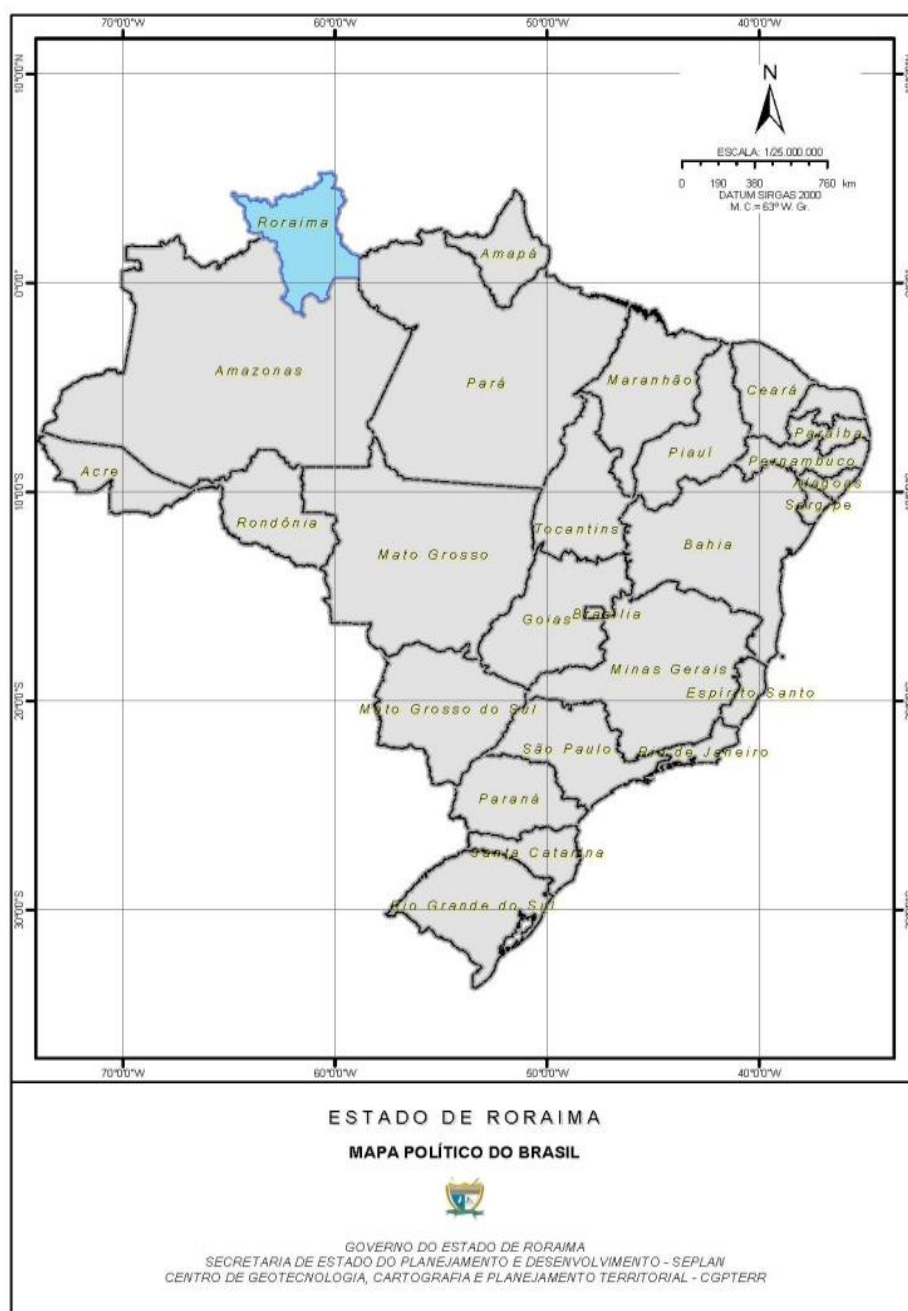 70°0'0"W 60°0'0"W 50°0'0"W 40°0'0"W
10°0'0"N
N
ESCALA: 1/25.000.000
0 190 380 760 km
DATUM SIRGAS 2000
M. C.= 63º W. Gr.
Roraima
Amapá
0°0'0"
Amazonas
Pará
Maranhão
Ceará
Paraíba
Piauí
Pernambuco
Acre
Alagoas
10°0'0"S
Sergipe
Rondônia
Tocantins
Bahia
Mato Grosso
Goias
Brasília
Minas Gerais
Espírito Santo
20°0'0"S
Mato Grosso do Sul
São Paulo
Rio de Janeiro
Paraná
Santa Catarina
Rio Grande do Sul
30°0'0"S
70°0'0"W 60°0'0"W 50°0'0"W 40°0'0"W
ESTADO DE RORAIMA
MAPA POLÍTICO DO BRASIL
GOVERNO DO ESTADO DE RORAIMA
SECRETARIA DE ESTADO DO PLANEJAMENTO E DESENVOLVIMENTO - SEPLAN
CENTRO DE GEOTECNOLOGIA, CARTOGRAFIA E PLANEJAMENTO TERRITORIAL - CGPTERR